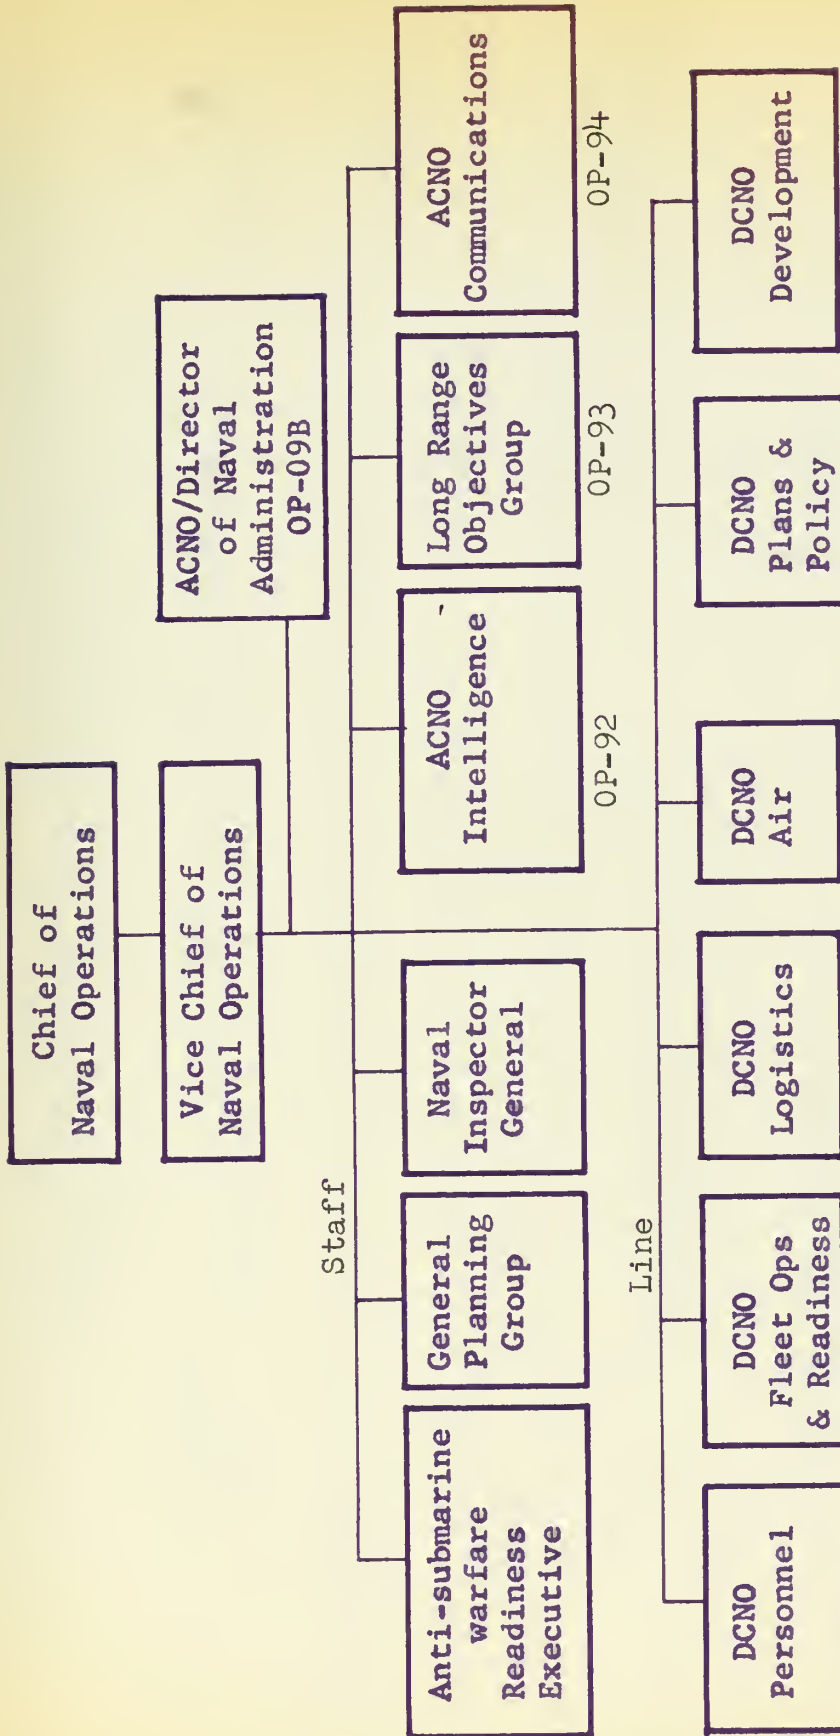 Chief of
Naval Operations
Vice Chief of
Naval Operations
ACNO/Director
of Naval
Administration
OP-09B
Staff
Anti-submarine
warfare
Readiness
Executive
General
Planning
Group
Naval
Inspector
General
ACNO
Intelligence
OP-92
Long Range
Objectives
Group
OP-93
ACNO
Communications
OP-94
Line
DCNO
Personnel
DCNO
Fleet Ops
& Readiness
DCNO
Logistics
DCNO
Air
DCNO
Plans &
Policy
DCNO
Development